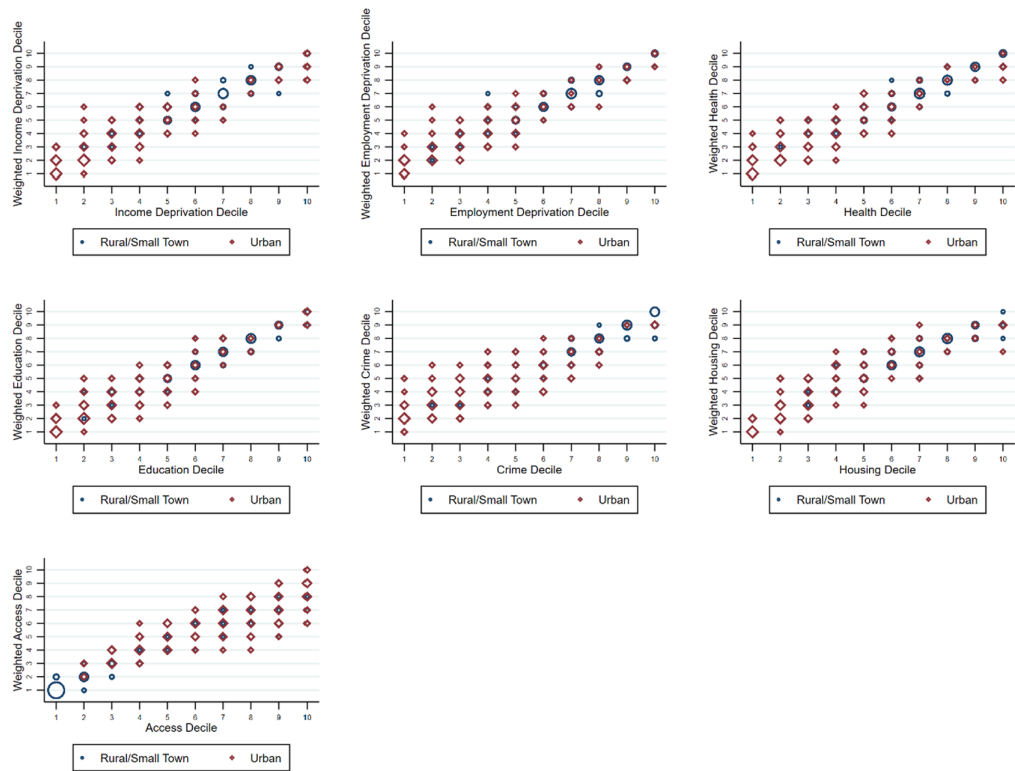 Weighted Income Deprivation Decile
10
9
8
7
6
5
4
3
2
1
1 2 3 4 5 6 7 8 9 10
Income Deprivation Decile
Rural/Small Town Urban
Weighted Employment Deprivation Decile
10
9
8
7
6
5
4
3
2
1
1 2 3 4 5 6 7 8 9 10
Employment Deprivation Decile
Rural/Small Town Urban
Weighted Health Decile
10
9
8
7
6
5
4
3
2
1
1 2 3 4 5 6 7 8 9 10
Health Decile
Rural/Small Town Urban
Weighted Education Decile
10
9
8
7
6
5
4
3
2
1
1 2 3 4 5 6 7 8 9 10
Education Decile
Rural/Small Town Urban
Weighted Crime Decile
10
9
8
7
6
5
4
3
2
1
1 2 3 4 5 6 7 8 9 10
Crime Decile
Rural/Small Town Urban
Weighted Housing Decile
10
9
8
7
6
5
4
3
2
1
1 2 3 4 5 6 7 8 9 10
Housing Decile
Rural/Small Town Urban
Weighted Access Decile
10
9
8
7
6
5
4
3
2
1
1 2 3 4 5 6 7 8 9 10
Access Decile
Rural/Small Town Urban